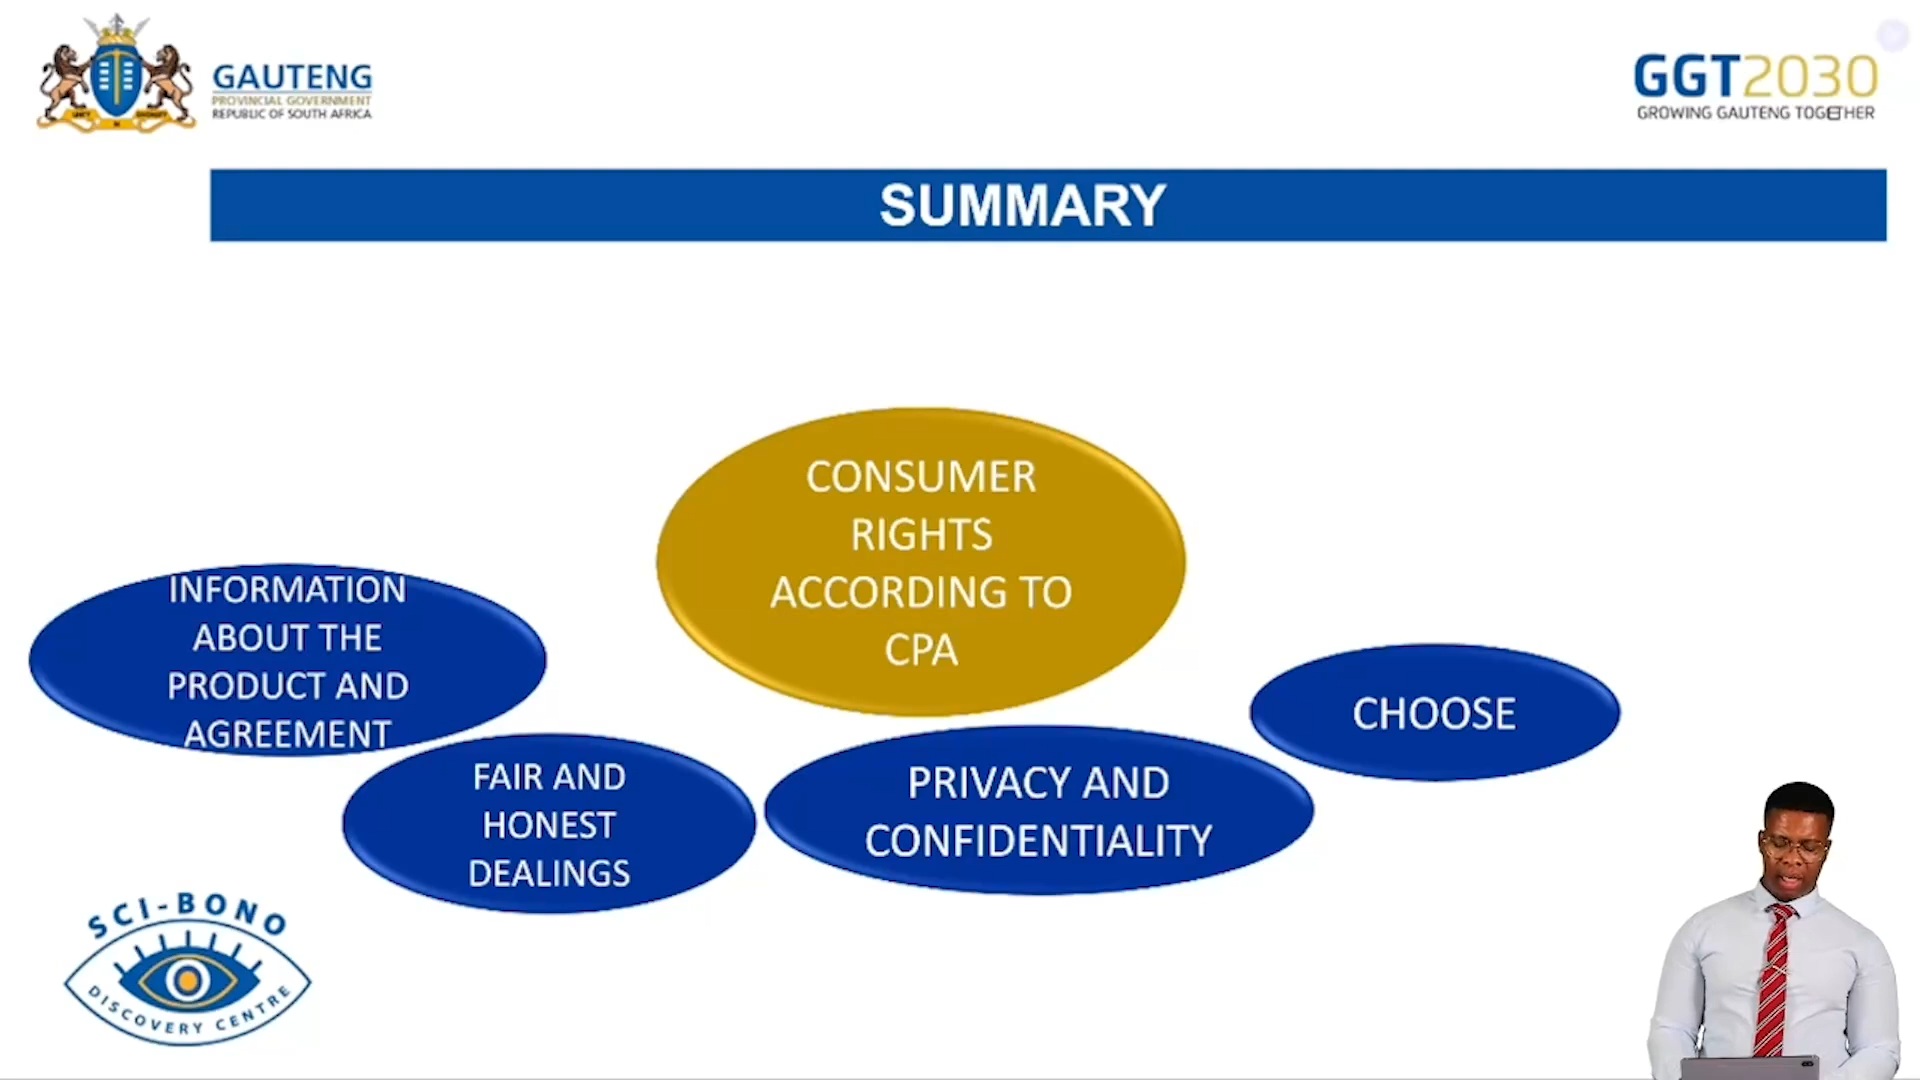 GAUTENG
PROVINCIAL GOVERNMENT
REPUBLIC OF SOUTH AFRICA
GGT2030
GROWING GAUTENG TOGETHER
SUMMARY
CONSUMER
RIGHTS
ACCORDING TO
CPA
INFORMATION
ABOUT THE
PRODUCT AND
AGREEMENT
FAIR AND
HONEST
DEALINGS
PRIVACY AND
CONFIDENTIALITY
CHOOSE
SCI-BONO
DISCOVERY CENTRE